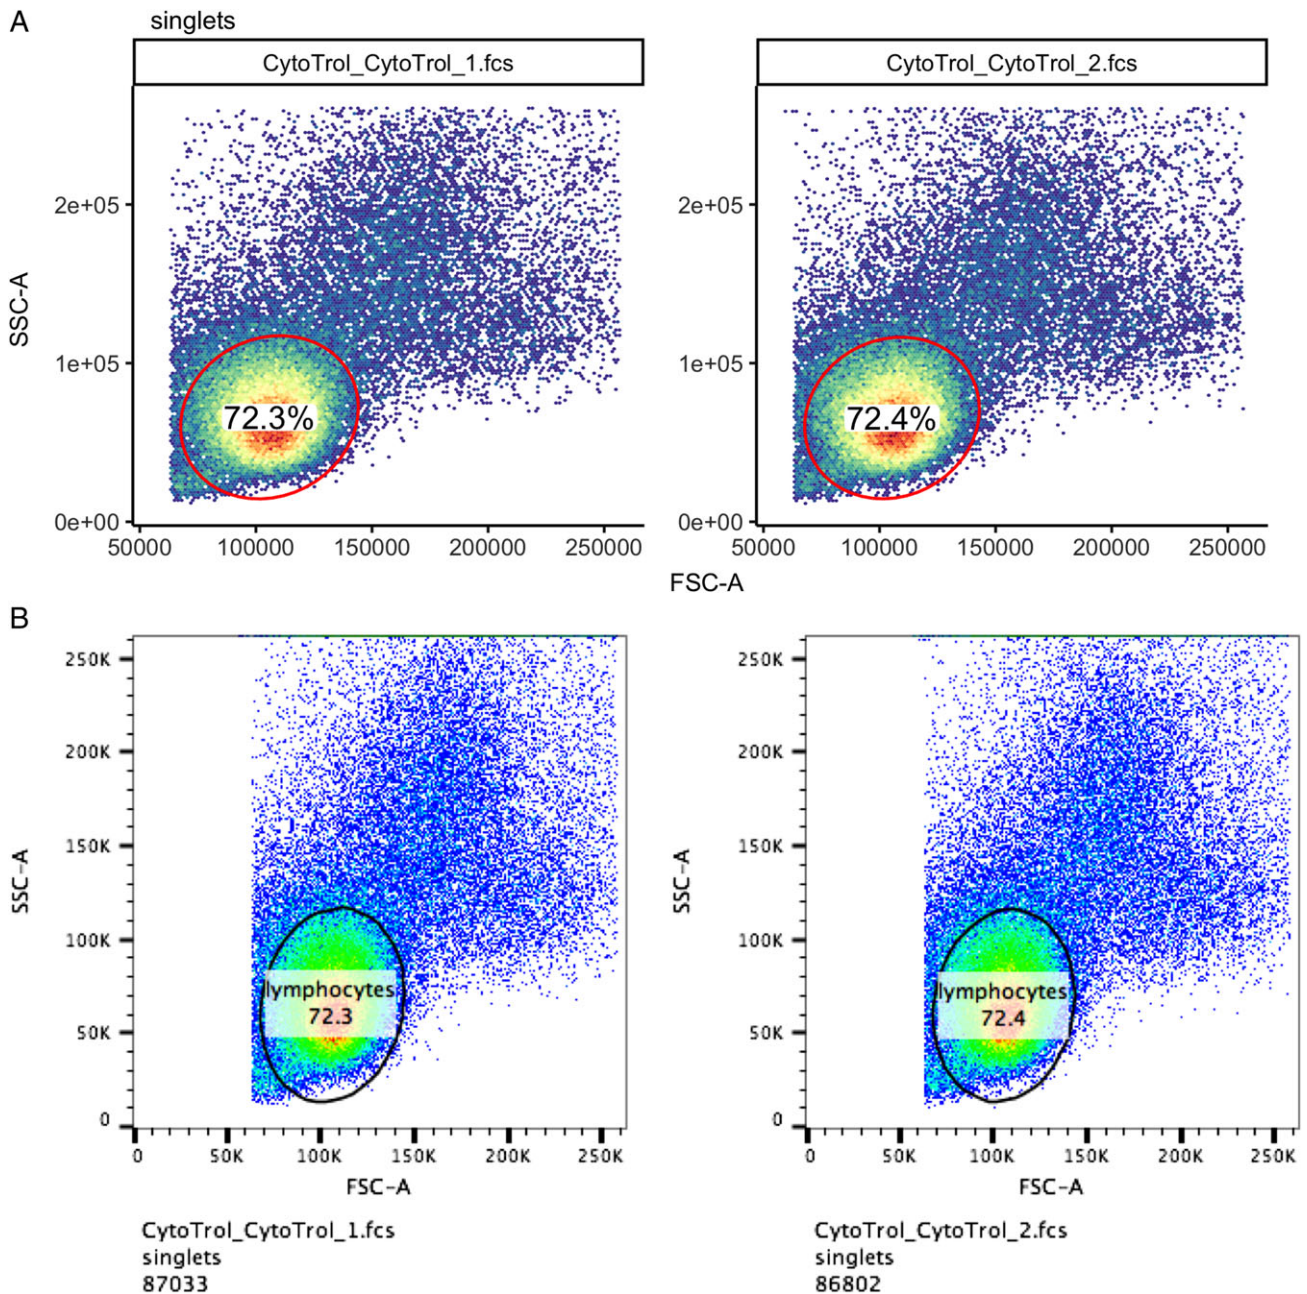 A
singlets
CytoTrol_CytoTrol_1.fcs
CytoTrol_CytoTrol_2.fcs
SSC-A
2e+05
1e+05
0e+00
72.3%
50000 100000 150000 200000 250000
2e+05
1e+05
0e+00
72.4%
50000 100000 150000 200000 250000
FSC-A
B
SSC-A
250K
200K
150K
100K
50K
0
lymphocytes
72.3
0 50K 100K 150K 200K 250K
FSC-A
CytoTrol_CytoTrol_1.fcs
singlets
87033
SSC-A
250K
200K
150K
100K
50K
0
lymphocytes
72.4
0 50K 100K 150K 200K 250K
FSC-A
CytoTrol_CytoTrol_2.fcs
singlets
86802